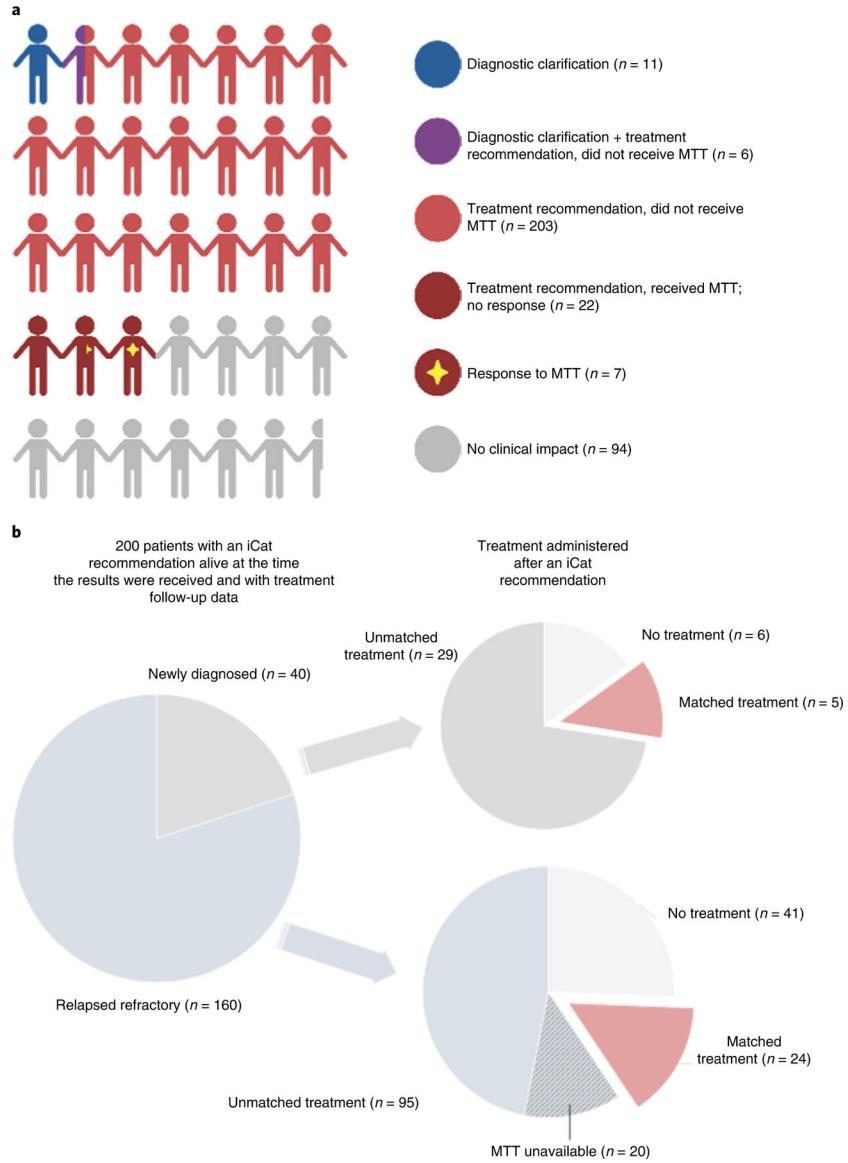 a
Diagnostic clarification (n = 11)
Diagnostic clarification + treatment
recommendation, did not receive MTT (n = 6)
Treatment recommendation, did not receive
MTT (n = 203)
Treatment recommendation, received MTT;
no response (n = 22)
Response to MTT (n = 7)
No clinical impact (n = 94)
b
200 patients with an iCat
recommendation alive at the time
the results were received and with treatment
follow-up data
Treatment administered
after an iCat
recommendation
Newly diagnosed (n = 40)
Relapsed refractory (n = 160)
Unmatched
treatment (n = 29)
No treatment (n = 6)
Matched treatment (n = 5)
No treatment (n = 41)
Matched
treatment (n = 24)
Unmatched treatment (n = 95)
MTT unavailable (n = 20)